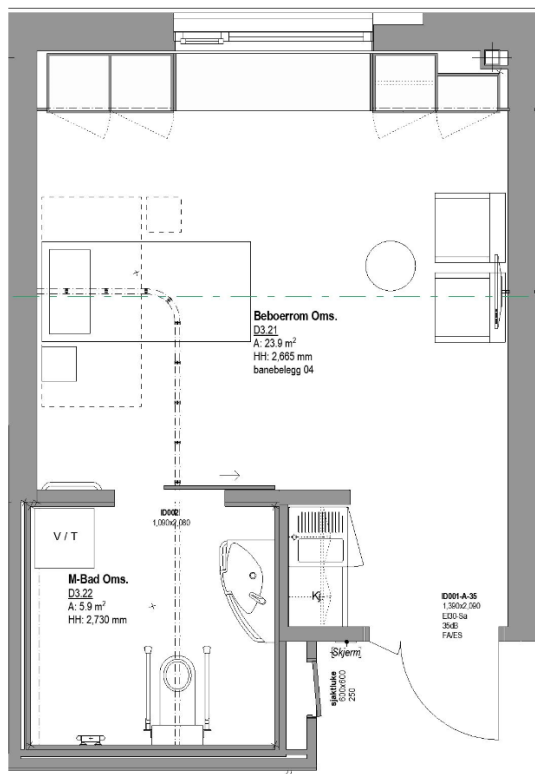 Beboerrom Oms.
D3.21
A: 23.9 m²
HH: 2,665 mm
banebelegg 04
ID002
1,090x2,080
V / T
M-Bad Oms.
D3.22
A: 5.9 m²
HH: 2,730 mm
Kj.
ID001-A-35
1,390x2,090
EI30-Sa
35dB
FA/ES
[Skjerm]
sjaktluke
600x600
250